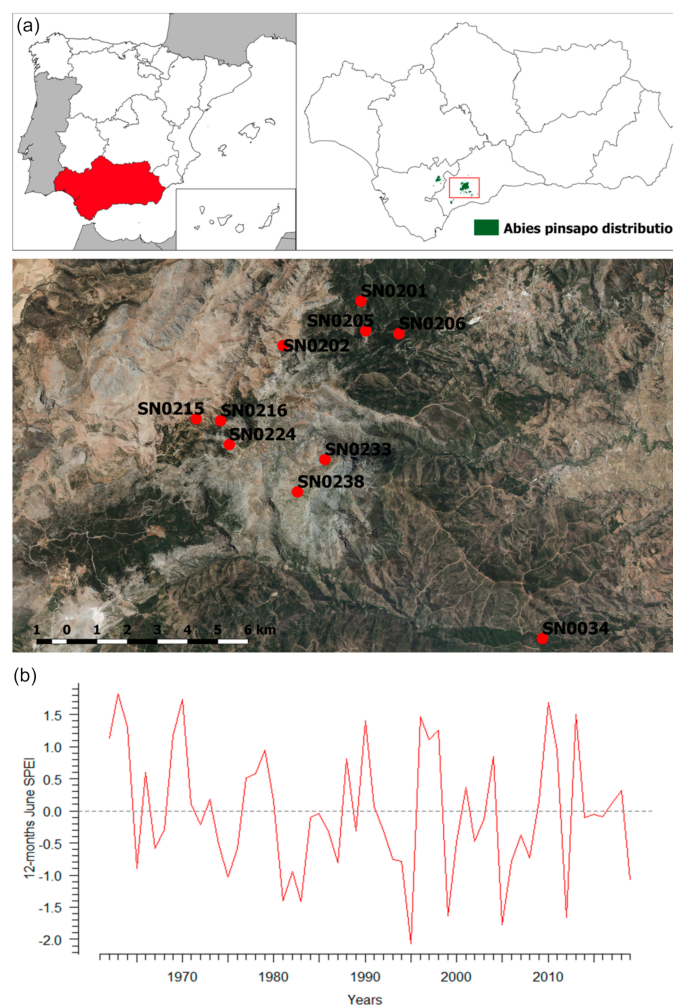 (a)
Abies pinsapo distributio
SN0201
SN0205
SN0206
SN0202
SN0215
SN0216
SN0224
SN0233
SN0238
SN0034
1 0 1 2 3 4 5 6 km
(b)
12-months June SPEI
1.5
1.0
0.5
0.0
-0.5
-1.0
-1.5
-2.0
1970 1980 1990 2000 2010
Years